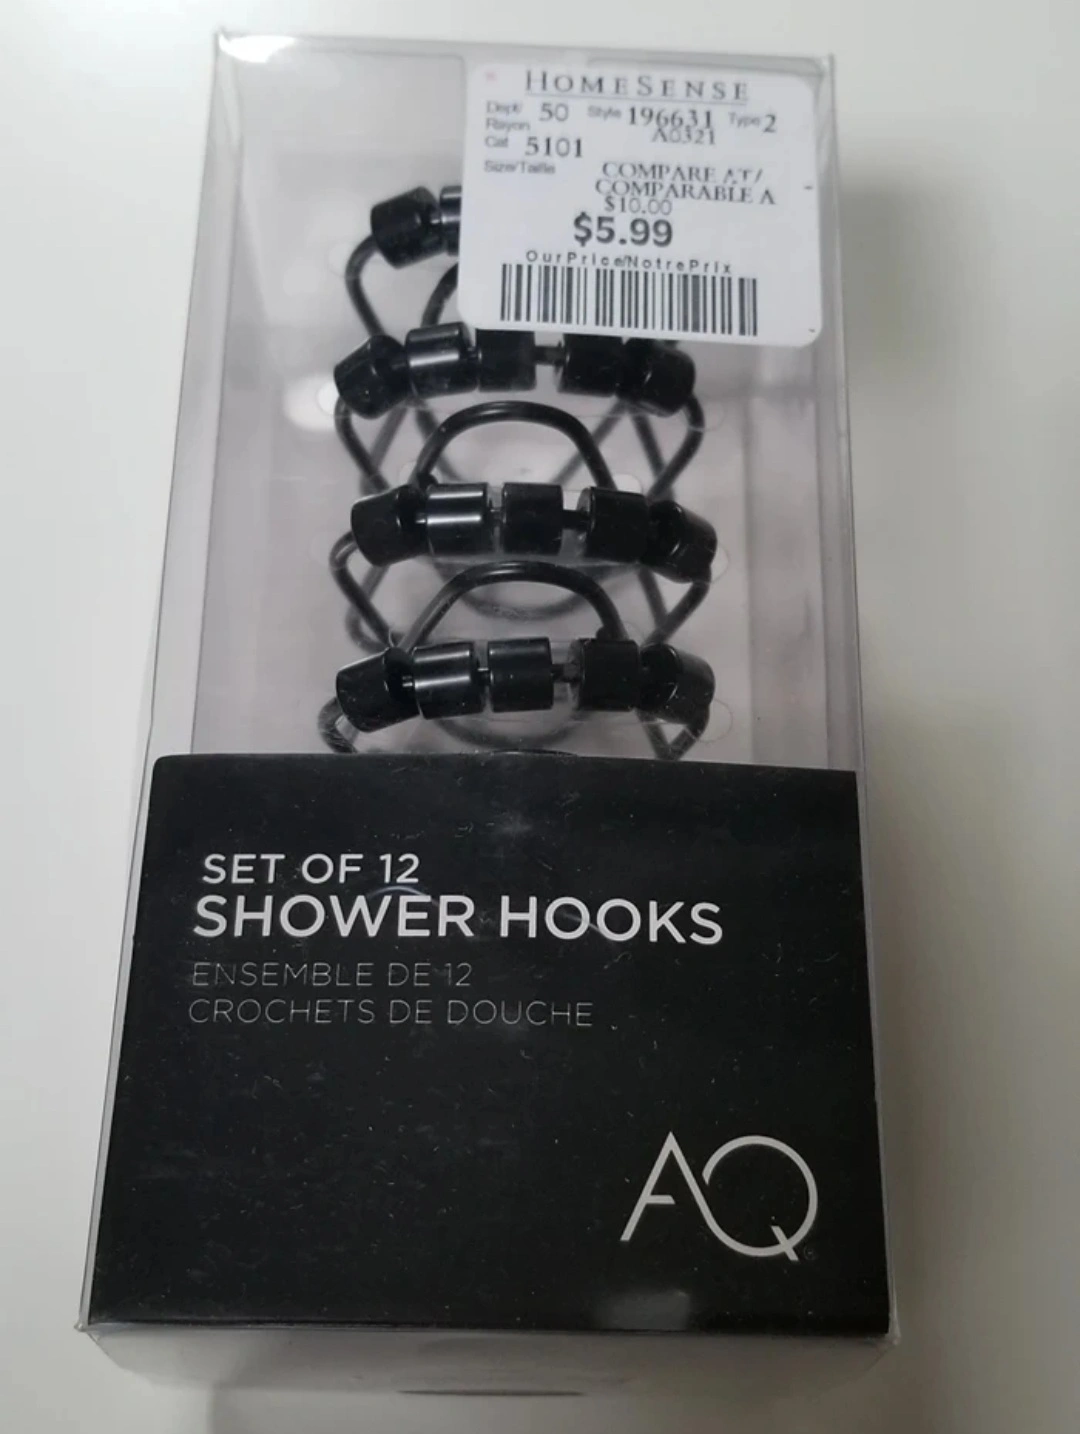 HOMESENSE
Dept/ 50 Style 196631 Type 2
Rayon A0321
Cat 5101
Size/Taille COMPARE AT/
COMPARABLE A
$10.00
$5.99
OurPrice/NotrePrix
SET OF 12
SHOWER HOOKS
ENSEMBLE DE 12
CROCHETS DE DOUCHE
AQ